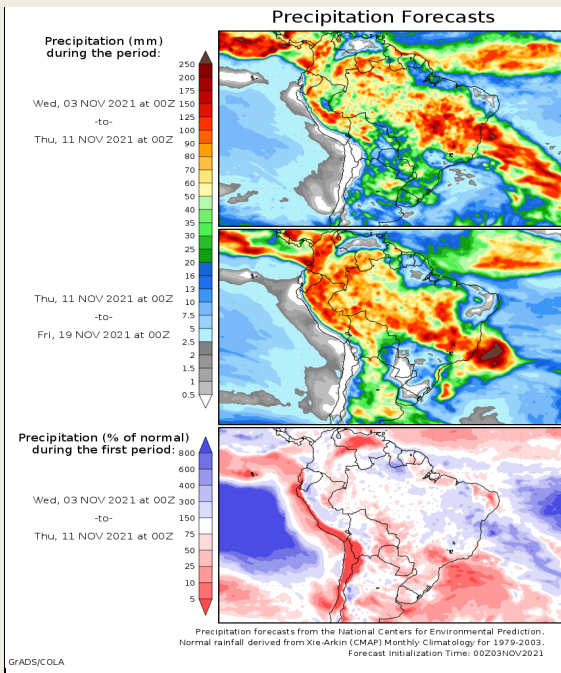 Precipitation Forecasts
Precipitation (mm)
during the period:
Wed, 03 NOV 2021 at 00Z
-to-
Thu, 11 NOV 2021 at 00Z
250
200
175
150
125
100
90
80
70
60
50
40
35
30
25
20
16
13
10
7.5
5
2.5
2
1.5
1
0.5
Thu, 11 NOV 2021 at 00Z
-to-
Fri, 19 NOV 2021 at 00Z
Precipitation (% of normal)
during the first period:
Wed, 03 NOV 2021 at 00Z
-to-
Thu, 11 NOV 2021 at 00Z
800
600
400
300
150
75
50
25
10
5
Precipitation forecasts from the National Centers for Environmental Prediction.
Normal rainfall derived from Xie-Arkin (CMAP) Monthly Climatology for 1979-2003.
Forecast Initialization Time: 00Z03NOV2021
GrADS/COLA